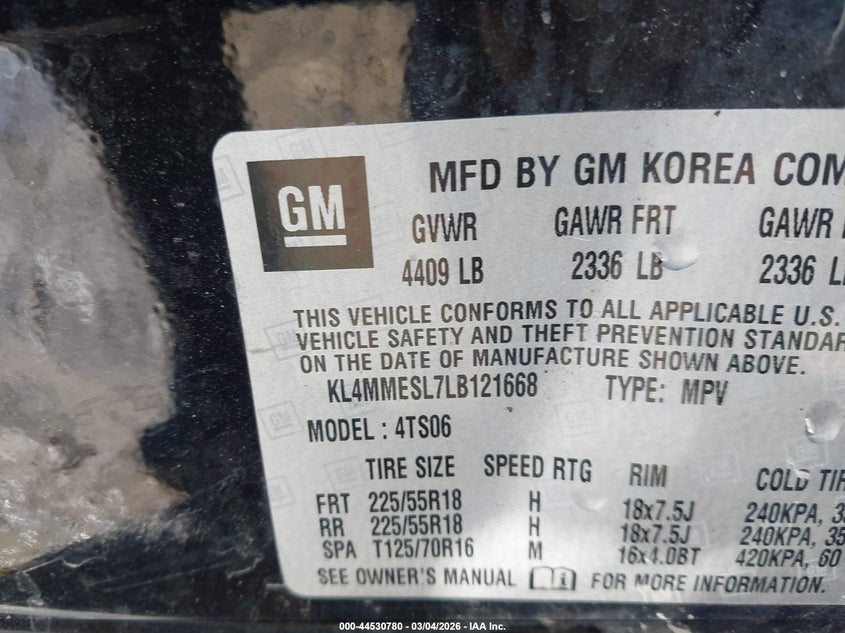 GM
MFD BY GM KOREA COM
GVWR GAWR FRT GAWR
4409 LB 2336 LB 2336 L
THIS VEHICLE CONFORMS TO ALL APPLICABLE U.S.
VEHICLE SAFETY AND THEFT PREVENTION STANDAR
ON THE DATE OF MANUFACTURE SHOWN ABOVE.
KL4MMESL7LB121668 TYPE: MPV
MODEL : 4TS06
TIRE SIZE SPEED RTG RIM COLD TIR
FRT 225/55R18 H 18x7.5J 240KPA, 3
RR 225/55R18 H 18x7.5J 240KPA, 35
SPA T125/70R16 M 16x4.0BT 420KPA, 60
SEE OWNER'S MANUAL FOR MORE INFORMATION.
000-44530780 - 03/04/2026 - IAA Inc.